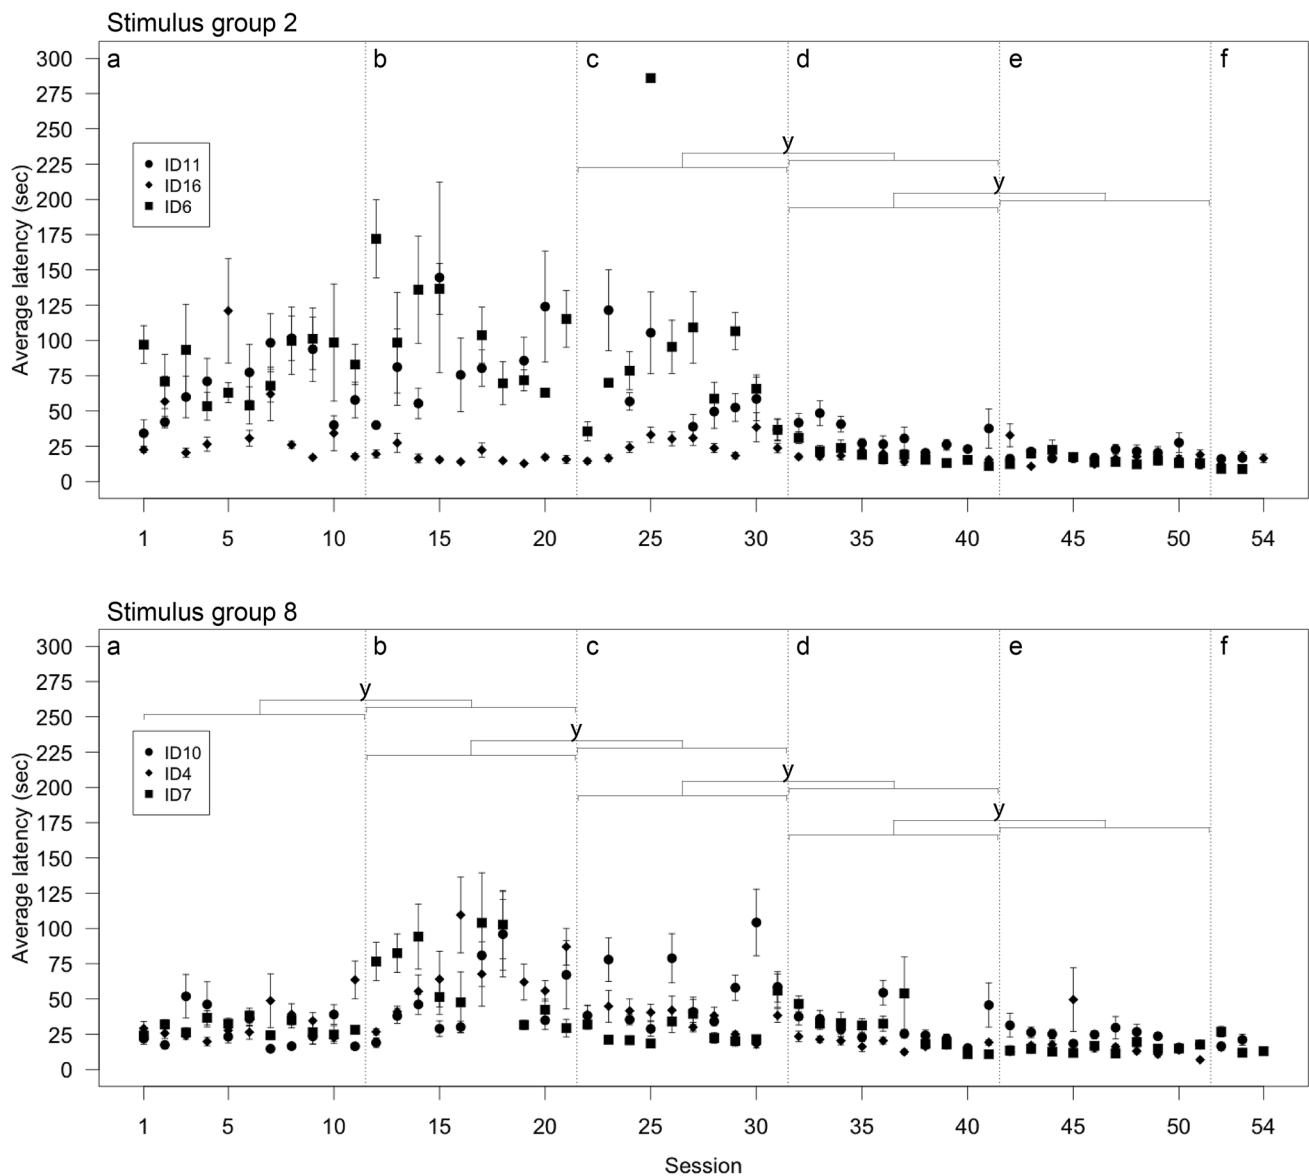 Stimulus group 2
a b c d e f
300
275
250
225
200
175
150
125
100
75
50
25
0
Average latency (sec)
ID11
ID16
ID6
y
y
1 5 10 15 20 25 30 35 40 45 50 54
Stimulus group 8
a b c d e f
300
275
250
225
200
175
150
125
100
75
50
25
0
Average latency (sec)
ID10
ID4
ID7
y
y
y
y
1 5 10 15 20 25 30 35 40 45 50 54
Session